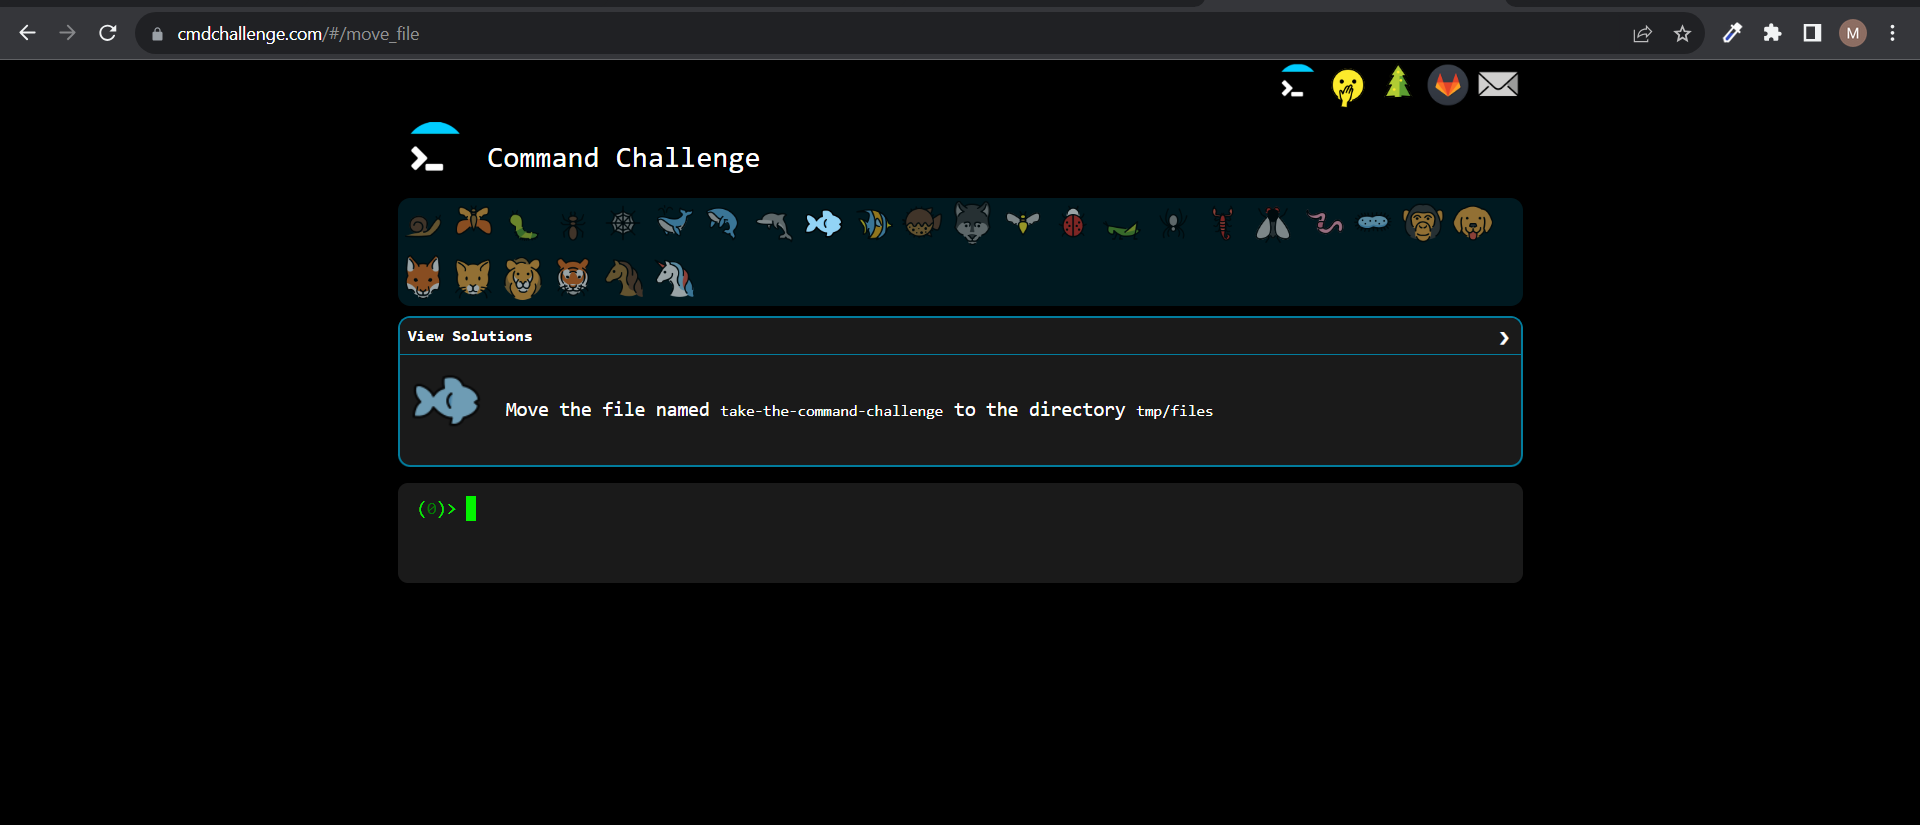 cmdchallenge.com/#/move_file
M
Command Challenge
View Solutions
Move the file named take-the-command-challenge to the directory tmp/files
(0)>